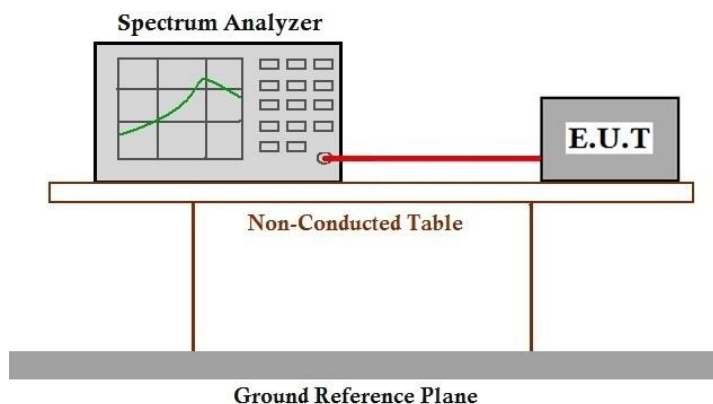 Spectrum Analyzer
E.U.T
Non-Conducted Table
Ground Reference Plane